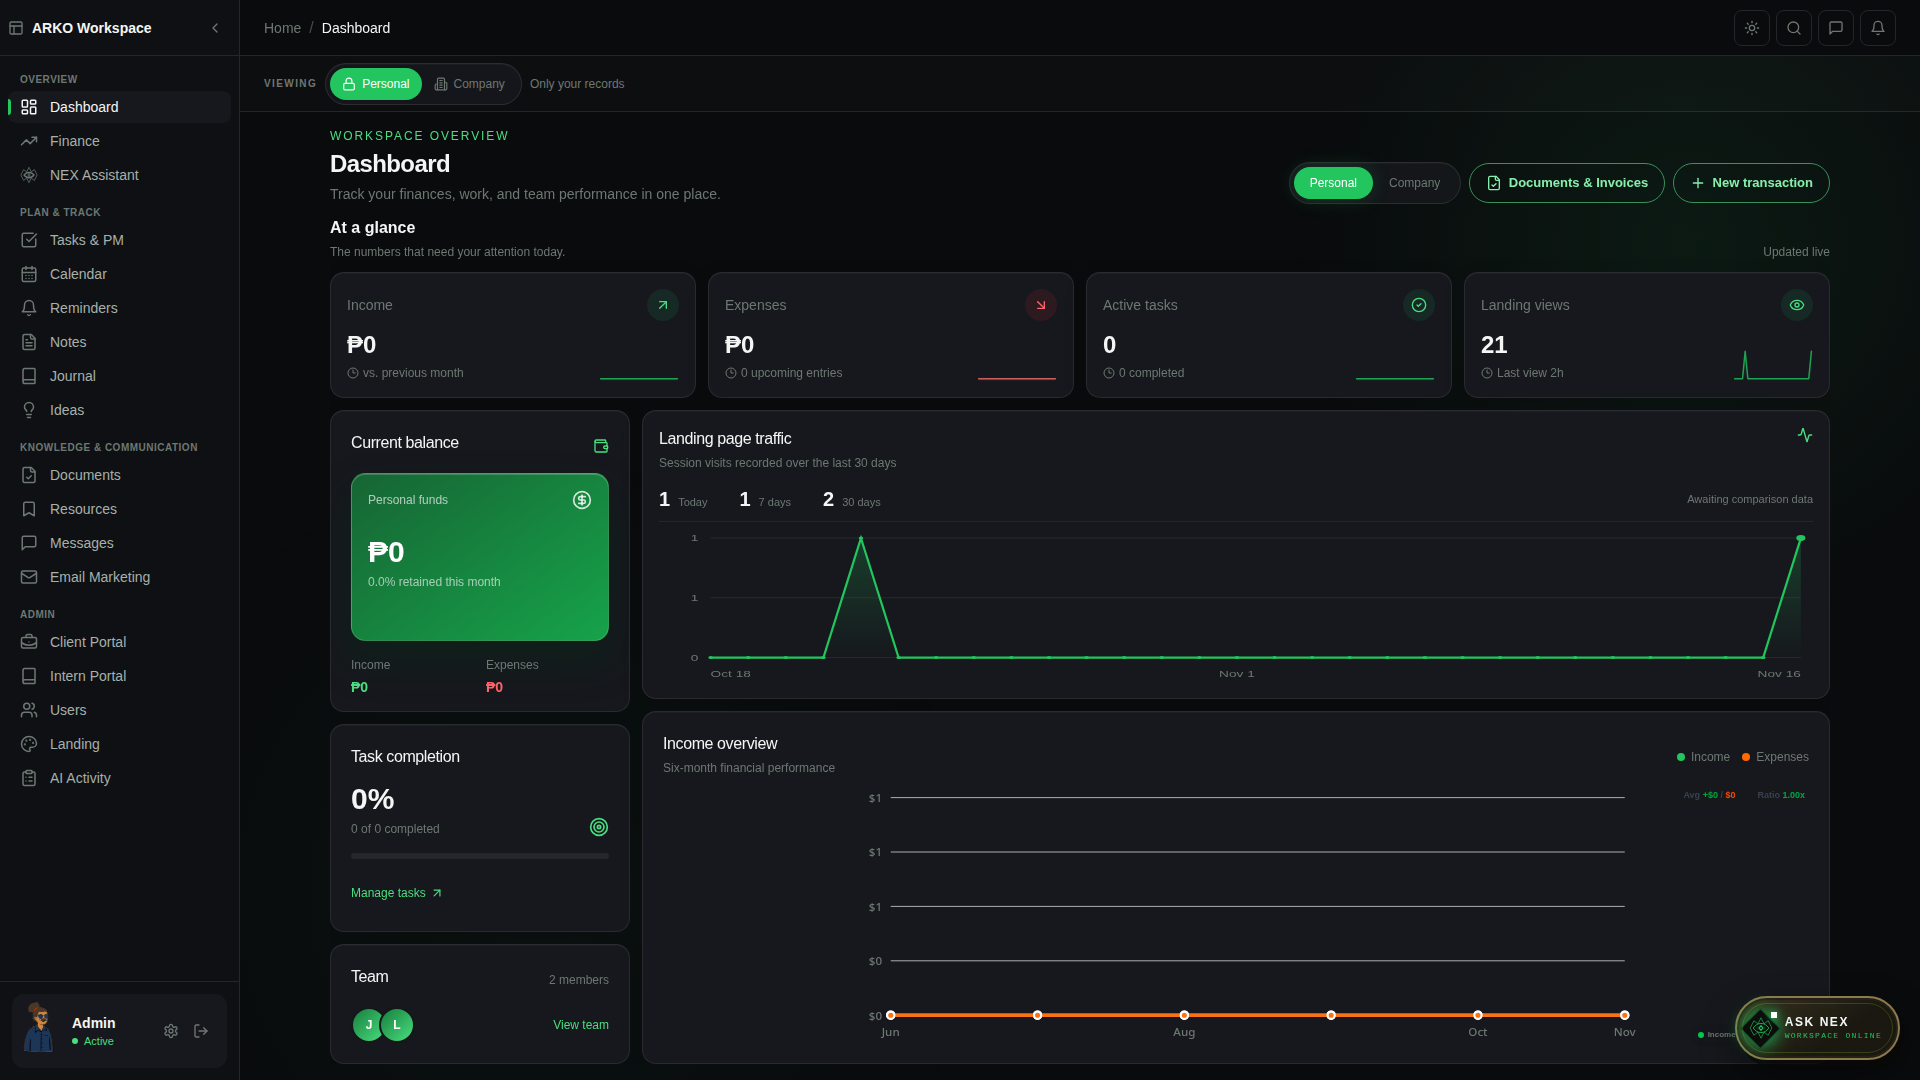 ARKO Workspace
OVERVIEW
Dashboard
Finance
NEX Assistant
PLAN & TRACK
Tasks & PM
Calendar
Reminders
Notes
Journal
Ideas
KNOWLEDGE & COMMUNICATION
Documents
Resources
Messages
Email Marketing
ADMIN
Client Portal
Intern Portal
Users
Landing
AI Activity
Admin
Active
Home / Dashboard
VIEWING Personal Company Only your records
WORKSPACE OVERVIEW
Dashboard
Track your finances, work, and team performance in one place.
Personal Company Documents & Invoices New transaction
At a glance
The numbers that need your attention today.
Updated live
Income
₱0
vs. previous month
Expenses
₱0
0 upcoming entries
Active tasks
0
0 completed
Landing views
21
Last view 2h
Current balance
Personal funds
₱0
0.0% retained this month
Income Expenses
₱0 ₱0
Landing page traffic
Session visits recorded over the last 30 days
1 Today 1 7 days 2 30 days
Awaiting comparison data
1
1
0
Oct 18 Nov 1 Nov 16
Task completion
0%
0 of 0 completed
Manage tasks
Team
2 members
J L
View team
Income overview
Six-month financial performance
Income Expenses
Avg +$0 / $0 Ratio 1.00x
$1
$1
$1
$0
$0
Jun Aug Oct Nov
Income
ASK NEX
WORKSPACE ONLINE